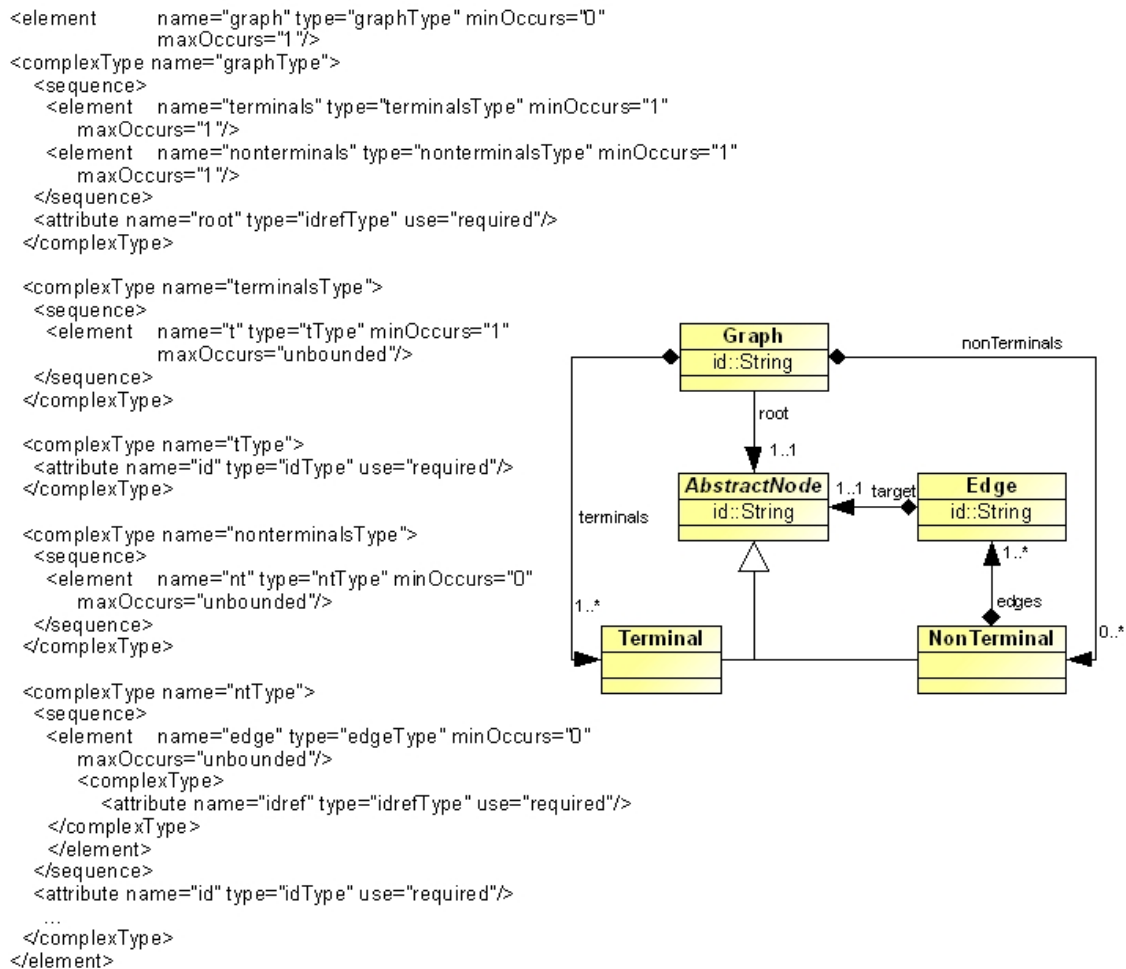 <element name="graph" type="graphType" minOccurs="0"
maxOccurs="1"/>
<complexType name="graphType">
<sequence>
<element name="terminals" type="terminalsType" minOccurs="1"
maxOccurs="1"/>
<element name="nonterminals" type="nonterminalsType" minOccurs="1"
maxOccurs="1"/>
</sequence>
<attribute name="root" type="idrefType" use="required"/>
</complexType>
<complexType name="terminalsType">
<sequence>
<element name="t" type="tType" minOccurs="1"
maxOccurs="unbounded"/>
</sequence>
</complexType>
<complexType name="tType">
<attribute name="id" type="idType" use="required"/>
</complexType>
<complexType name="nonterminalsType">
<sequence>
<element name="nt" type="ntType" minOccurs="0"
maxOccurs="unbounded"/>
</sequence>
</complexType>
<complexType name="ntType">
<sequence>
<element name="edge" type="edgeType" minOccurs="0"
maxOccurs="unbounded"/>
<complexType>
<attribute name="idref" type="idrefType" use="required"/>
</complexType>
</element>
</sequence>
<attribute name="id" type="idType" use="required"/>
...
</complexType>
</element>
Graph
id::String
nonTerminals
root
1..1
AbstractNode
id::String
1..1 target
Edge
id::String
terminals
1..*
edges
1..*
Terminal
NonTerminal
0..*